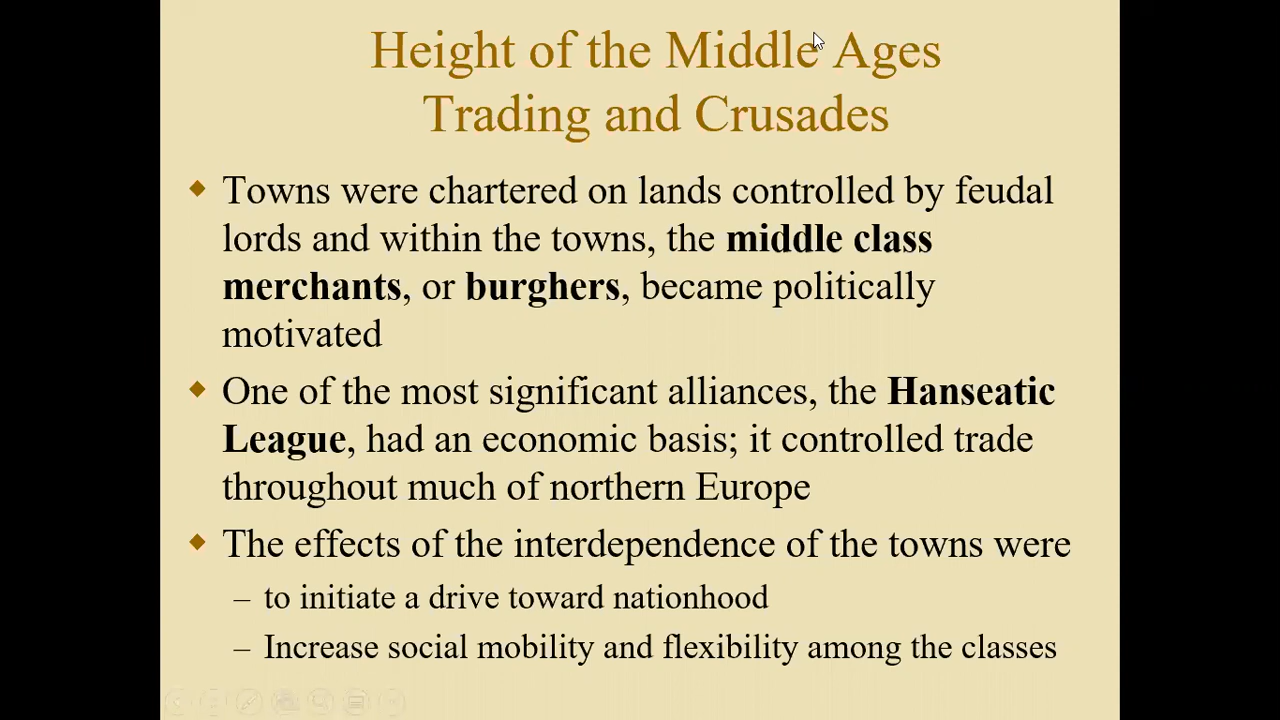 Height of the Middle Ages
Trading and Crusades
◆ Towns were chartered on lands controlled by feudal
lords and within the towns, the middle class
merchants, or burghers, became politically
motivated
◆ One of the most significant alliances, the Hanseatic
League, had an economic basis; it controlled trade
throughout much of northern Europe
◆ The effects of the interdependence of the towns were
– to initiate a drive toward nationhood
– Increase social mobility and flexibility among the classes